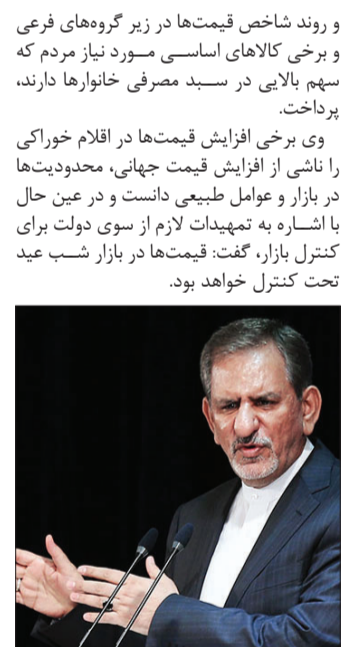 و روند شاخص قیمت‌ها در زیر گروه‌های فرعی
و برخی کالاهای اساسی مورد نیاز مردم که
سهم بالایی در سبد مصرفی خانوارها دارند،
پرداخت.
وی برخی افزایش قیمت‌ها در اقلام خوراکی
را ناشی از افزایش قیمت جهانی، محدودیت‌ها
در بازار و عوامل طبیعی دانست و در عین حال
با اشاره به تمهیدات لازم از سوی دولت برای
کنترل بازار، گفت: قیمت‌ها در بازار شب عید
تحت کنترل خواهد بود.